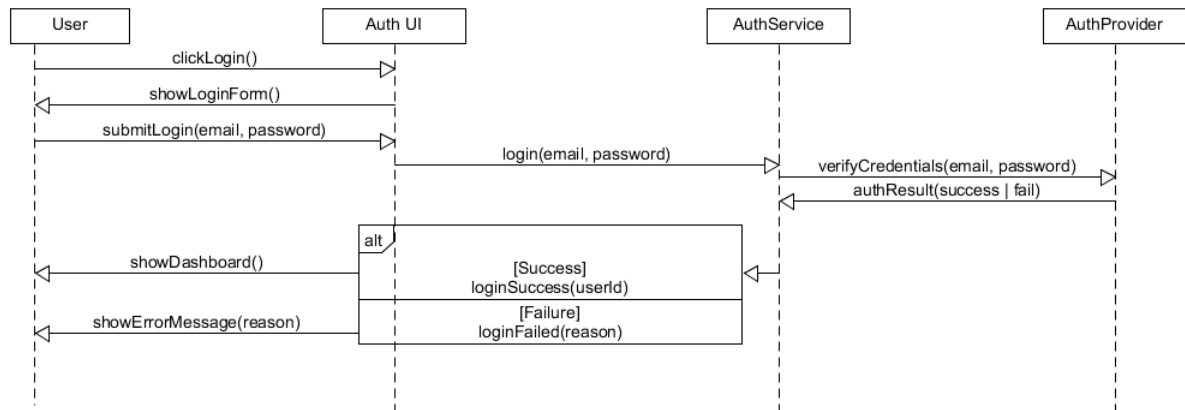 User
Auth UI
AuthService
AuthProvider
clickLogin()
showLoginForm()
submitLogin(email, password)
login(email, password)
verifyCredentials(email, password)
authResult(success | fail)
alt
showDashboard()
[Success]
loginSuccess(userId)
[Failure]
showErrorMessage(reason)
loginFailed(reason)